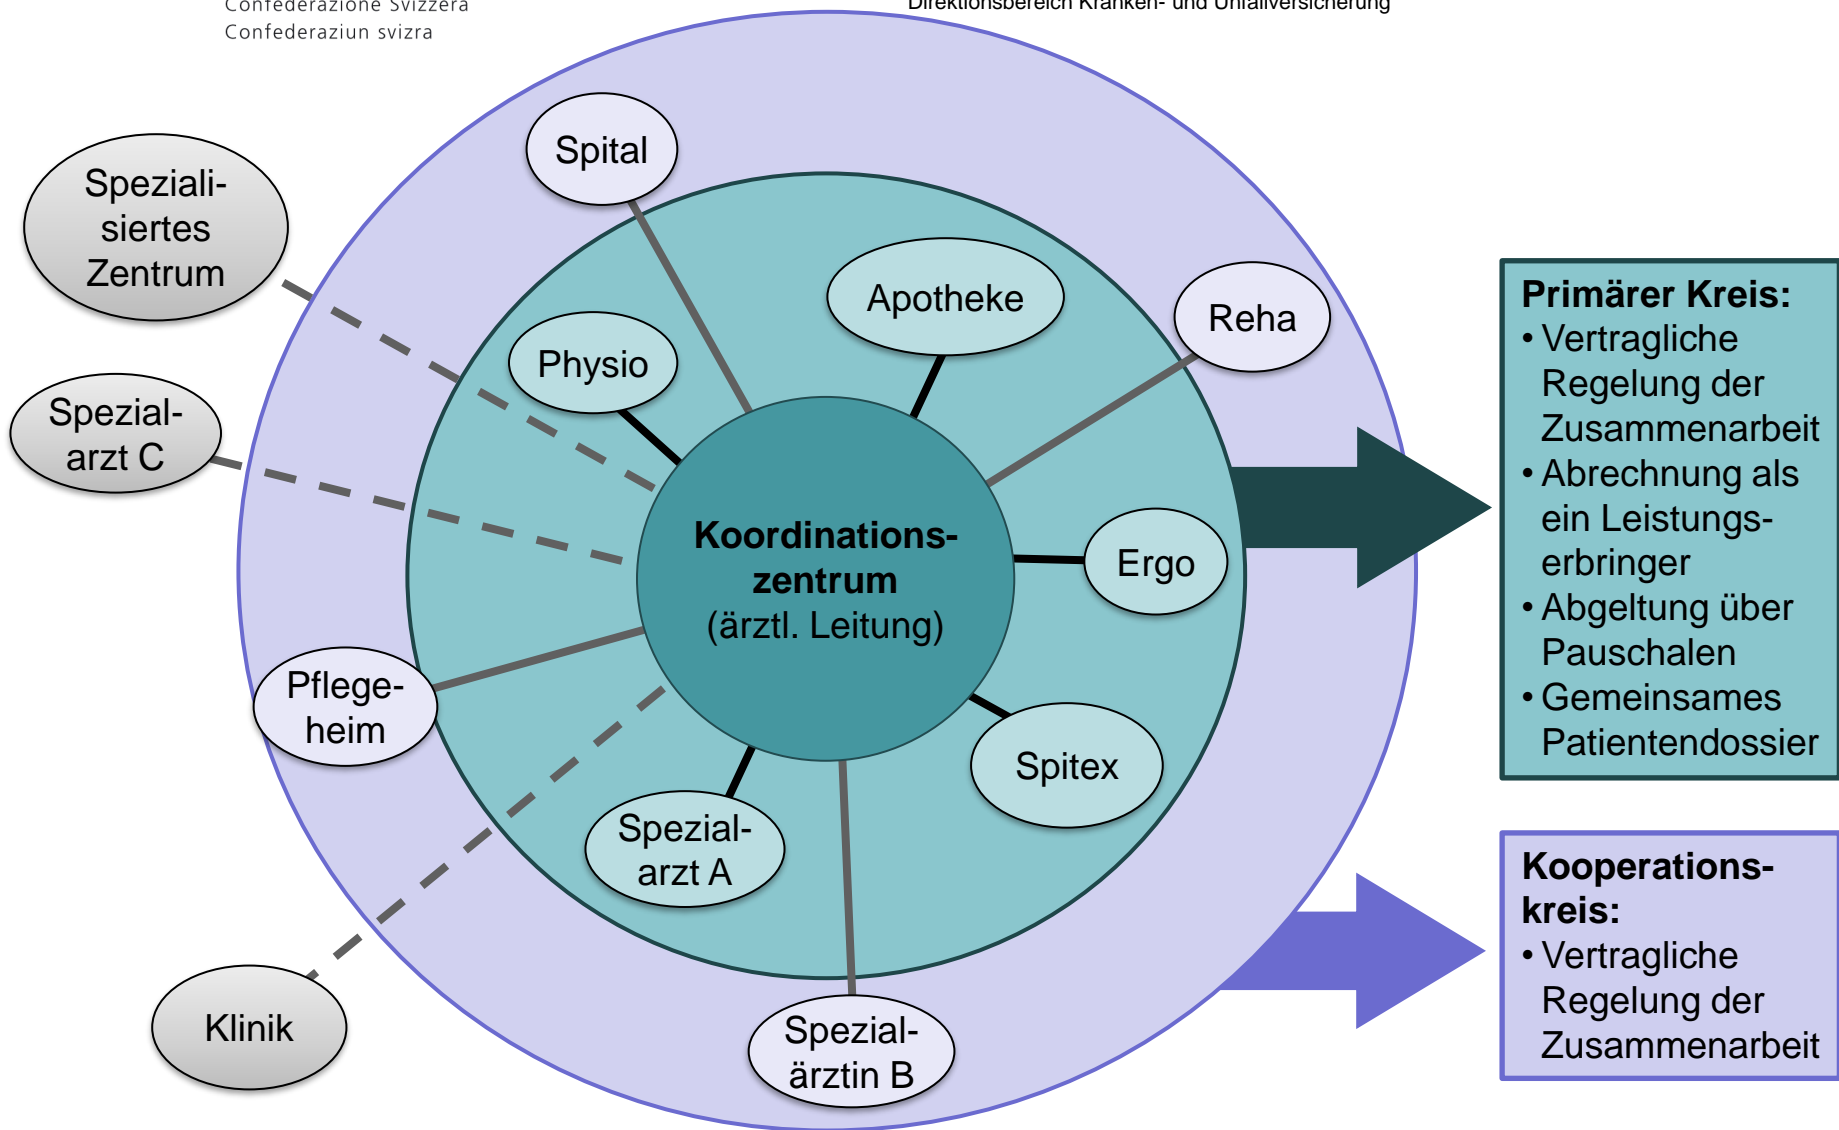 Confederazione Svizzera
Confederaziun svizra
Direktionsbereich Kranken- und Unfallversicherung
Spital
Speziali-
siertes
Zentrum
Apotheke
Reha
Physio
Spezial-
arzt C
Koordinations-
zentrum
(ärztl. Leitung)
Ergo
Pflege-
heim
Spitex
Spezial-
arzt A
Klinik
Spezial-
ärztin B
Primärer Kreis:
• Vertragliche
Regelung der
Zusammenarbeit
• Abrechnung als
ein Leistungs-
erbringer
• Abgeltung über
Pauschalen
• Gemeinsames
Patientendossier
Kooperations-
kreis:
• Vertragliche
Regelung der
Zusammenarbeit